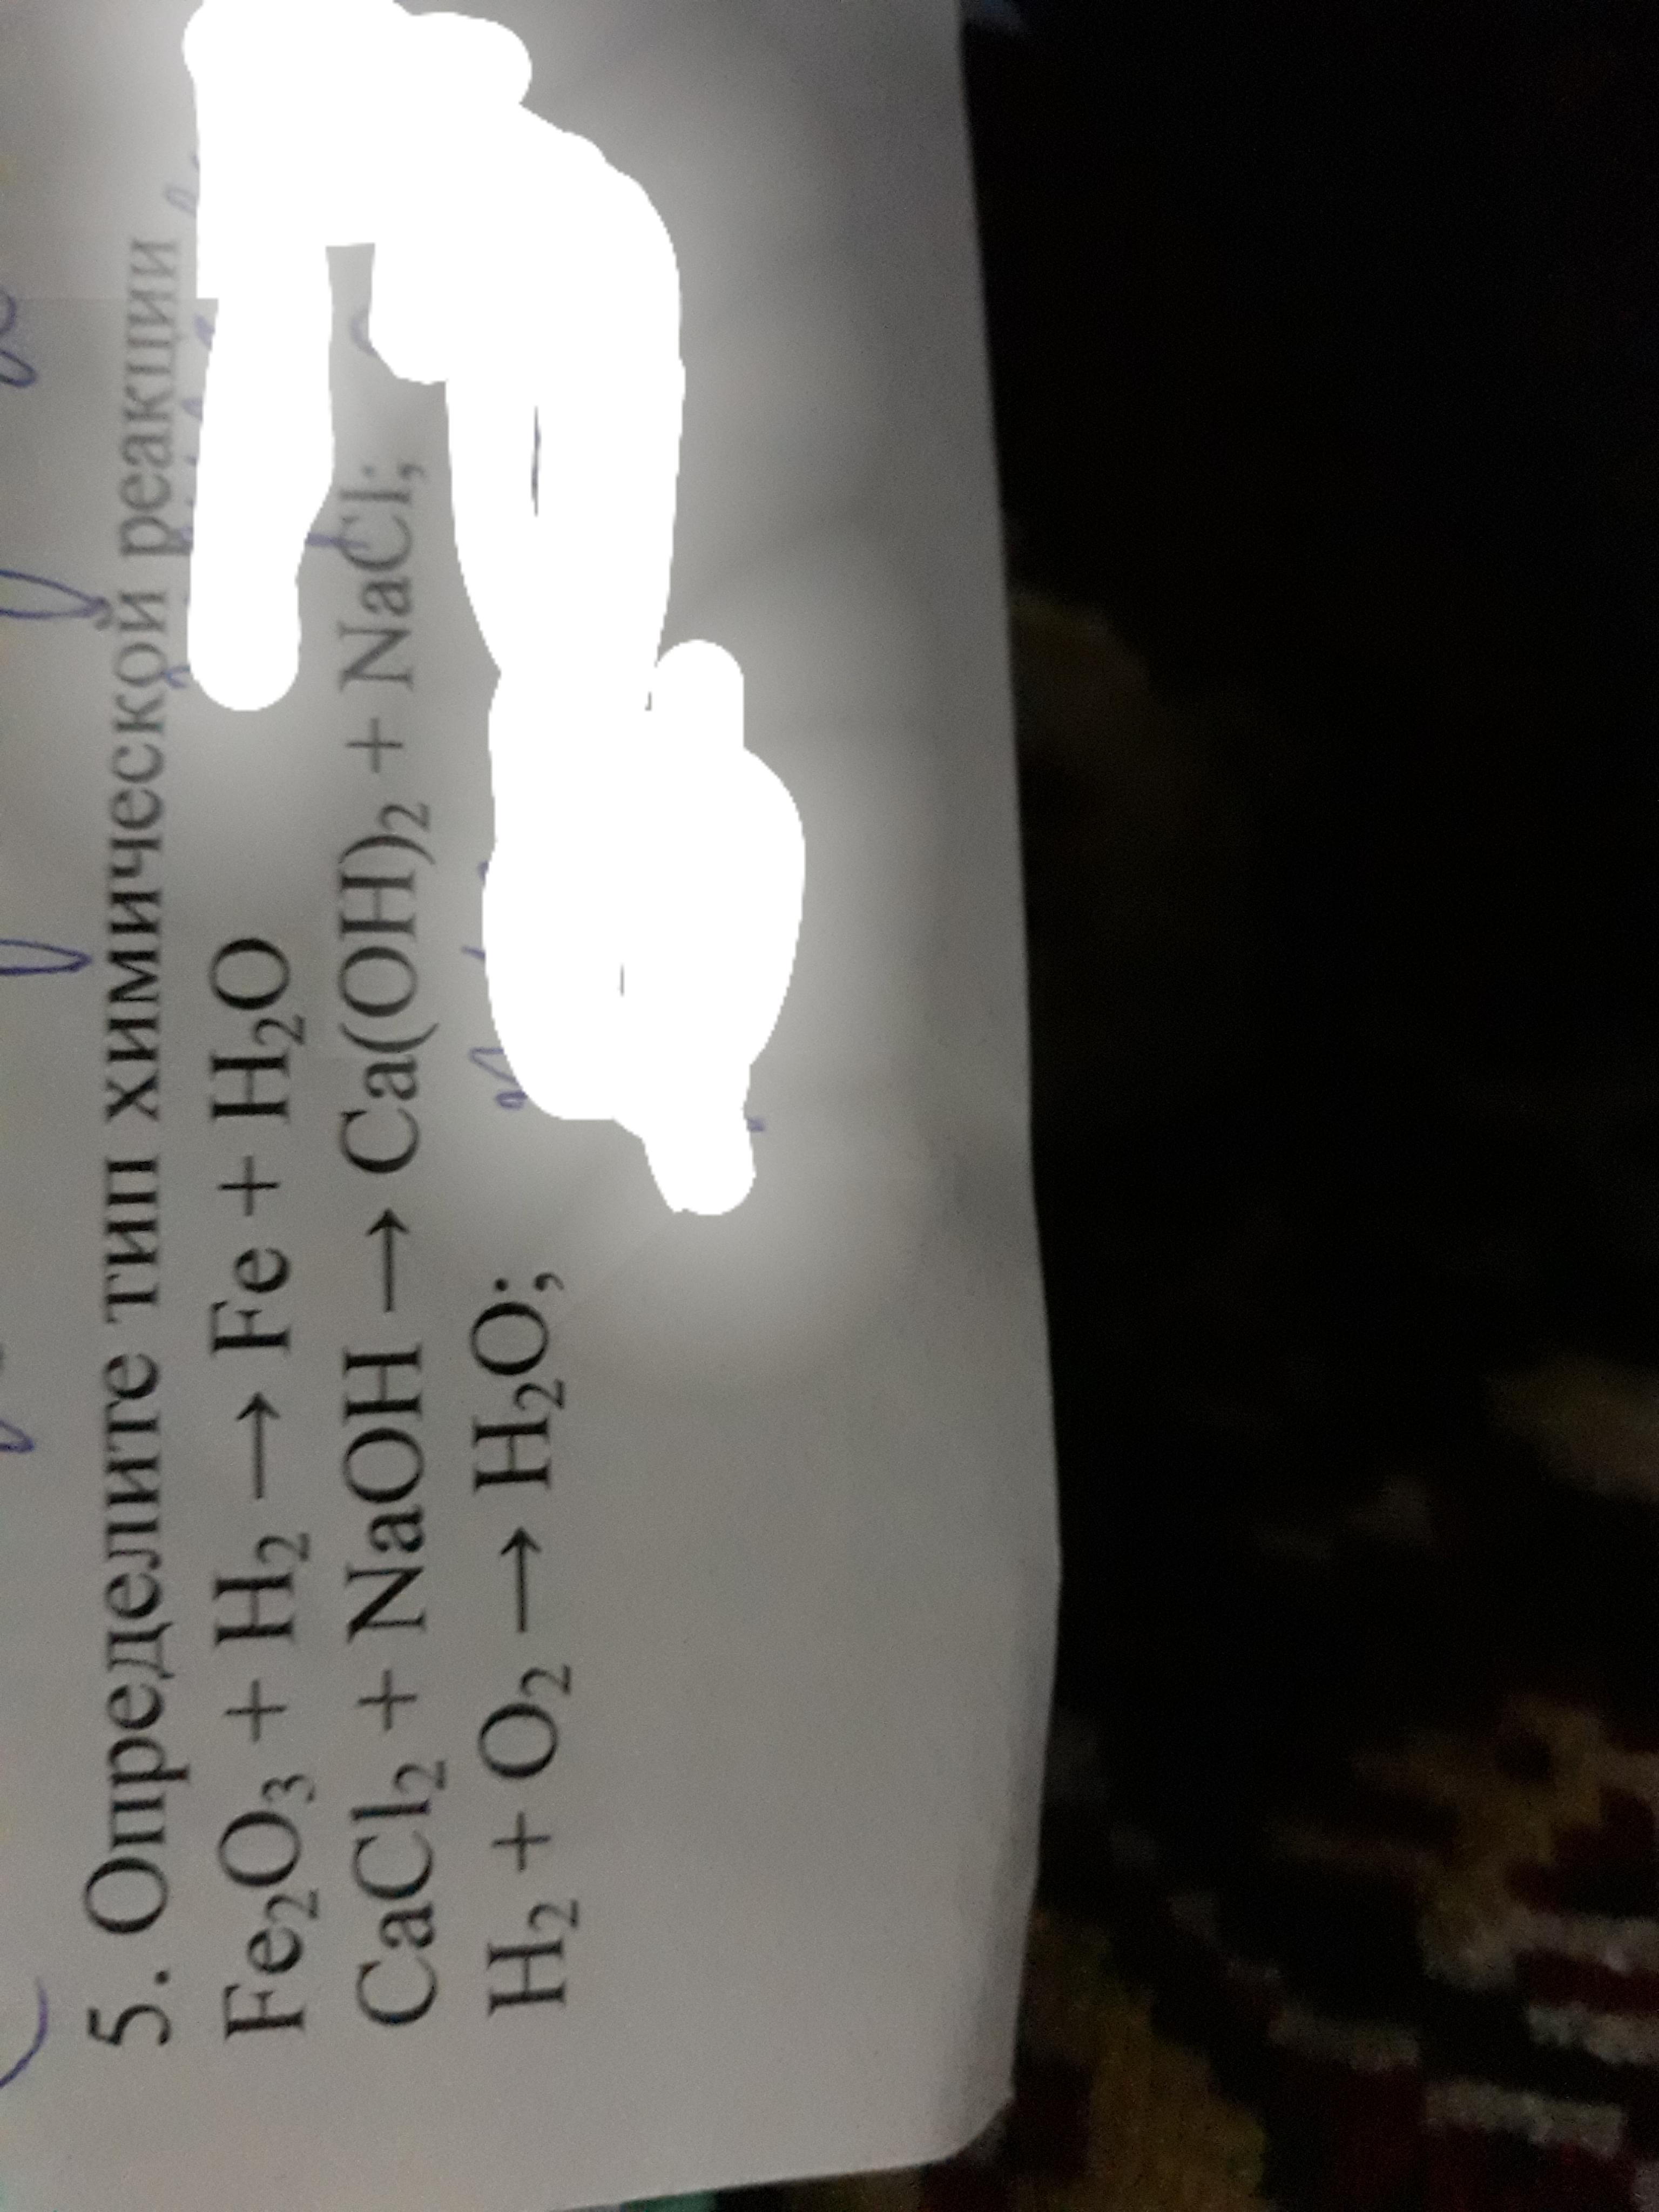 5. Определите тип химической реакции
Fe₂O₃ + H₂ → Fe + H₂O
CaCl₂ + NaOH → Ca(OH)₂ + NaCl;
H₂ + O₂ → H₂O;